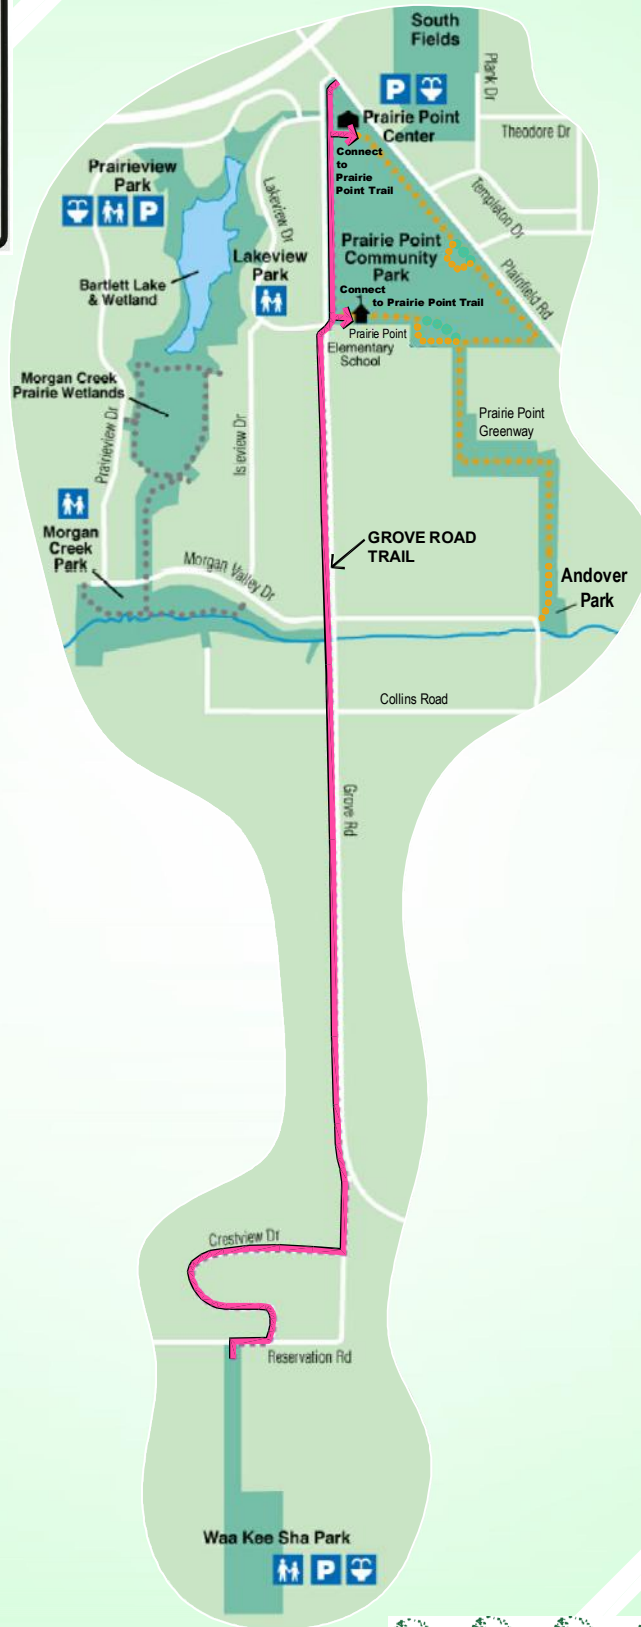 South
Fields
Plank Dr
P
Prairie Point
Center
Theodore Dr
Connect
to
Prairie
Point Trail
Prairieview
Park
P
Lakeview Dr
Templeton Dr
Prairie Point
Community
Park
Lakeview
Park
Plainfield Rd
Bartlett Lake
& Wetland
Connect
to Prairie Point Trail
Prairie Point
Elementary
School
Morgan Creek
Prairie Wetlands
Prairieview Dr
Isleview Dr
Prairie Point
Greenway
Morgan
Creek
Park
GROVE ROAD
TRAIL
Morgan Valley Dr
Andover
Park
Collins Road
Grove Rd
Crestview Dr
Reservation Rd
Waa Kee Sha Park
P